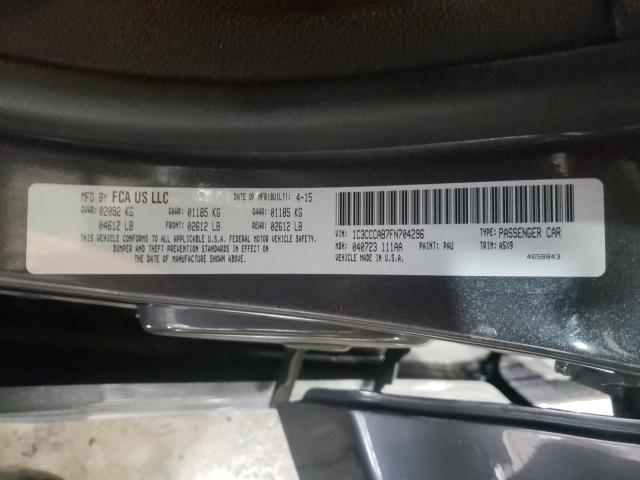 MFD BY FCA US LLC DATE OF MFR(BUILT): 4-15
GVWR: 02092 KG GAWR: 01185 KG GAWR: 01185 KG
04612 LB FRONT: 02612 LB REAR: 02612 LB
THIS VEHICLE CONFORMS TO ALL APPLICABLE U.S.A. FEDERAL MOTOR VEHICLE SAFETY,
BUMPER AND THEFT PREVENTION STANDARDS IN EFFECT ON
THE DATE OF MANUFACTURE SHOWN ABOVE.
VIN: 1C3CCCAB7FN704296 TYPE: PASSENGER CAR
MDH: 040723 111AA PAINT: PAU TRIM: A5X9
VEHICLE MADE IN U.S.A. 4658843